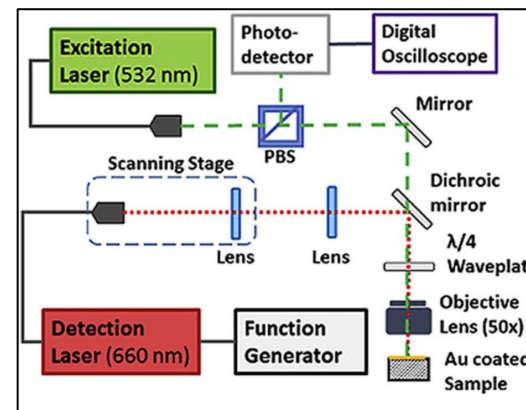 Excitation
Laser (532 nm)
Photo-
detector
Digital
Oscilloscope
Mirror
PBS
Scanning Stage
Dichroic
mirror
Lens
Lens
λ/4
Waveplat
Objective
Lens (50x)
Detection
Laser (660 nm)
Function
Generator
Au coated
Sample